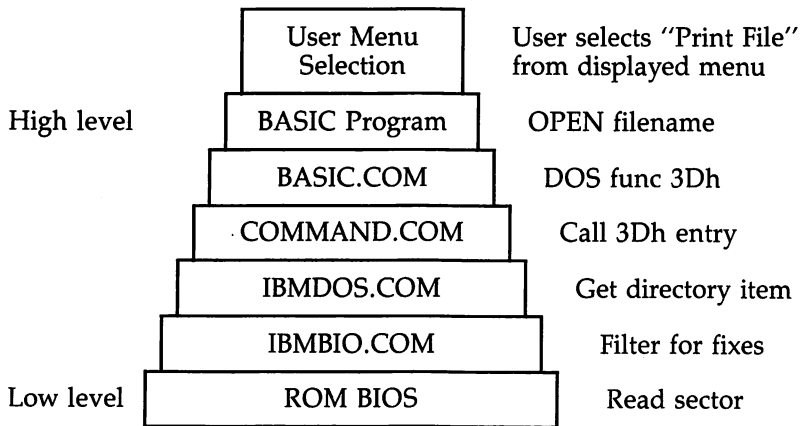 User Menu
Selection
User selects “Print File”
from displayed menu
High level
BASIC Program
OPEN filename
BASIC.COM
DOS func 3Dh
COMMAND.COM
Call 3Dh entry
IBMDOS.COM
Get directory item
IBMBIO.COM
Filter for fixes
Low level
ROM BIOS
Read sector